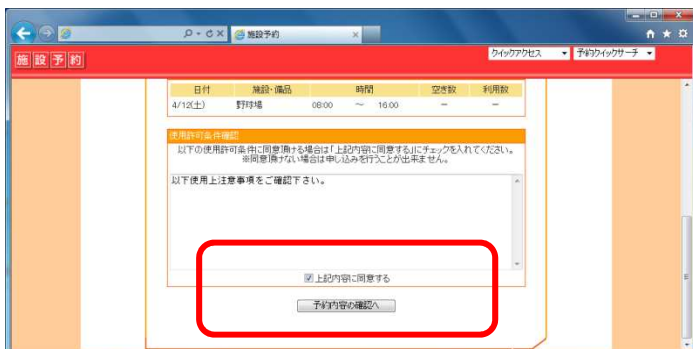 施設予約
施設予約
クイックアクセス
予約クイックサーチ
日付 施設・備品 時間 空き数 利用数
4/12(土) 野球場 08:00 ～ 16:00 － －
使用許可条件確認
以下の使用許可条件に同意頂ける場合は「上記内容に同意する」にチェックを入れてください。
※同意頂けない場合は申し込みを行うことが出来ません。
以下使用上注意事項をご確認下さい。
上記内容に同意する
予約内容の確認へ